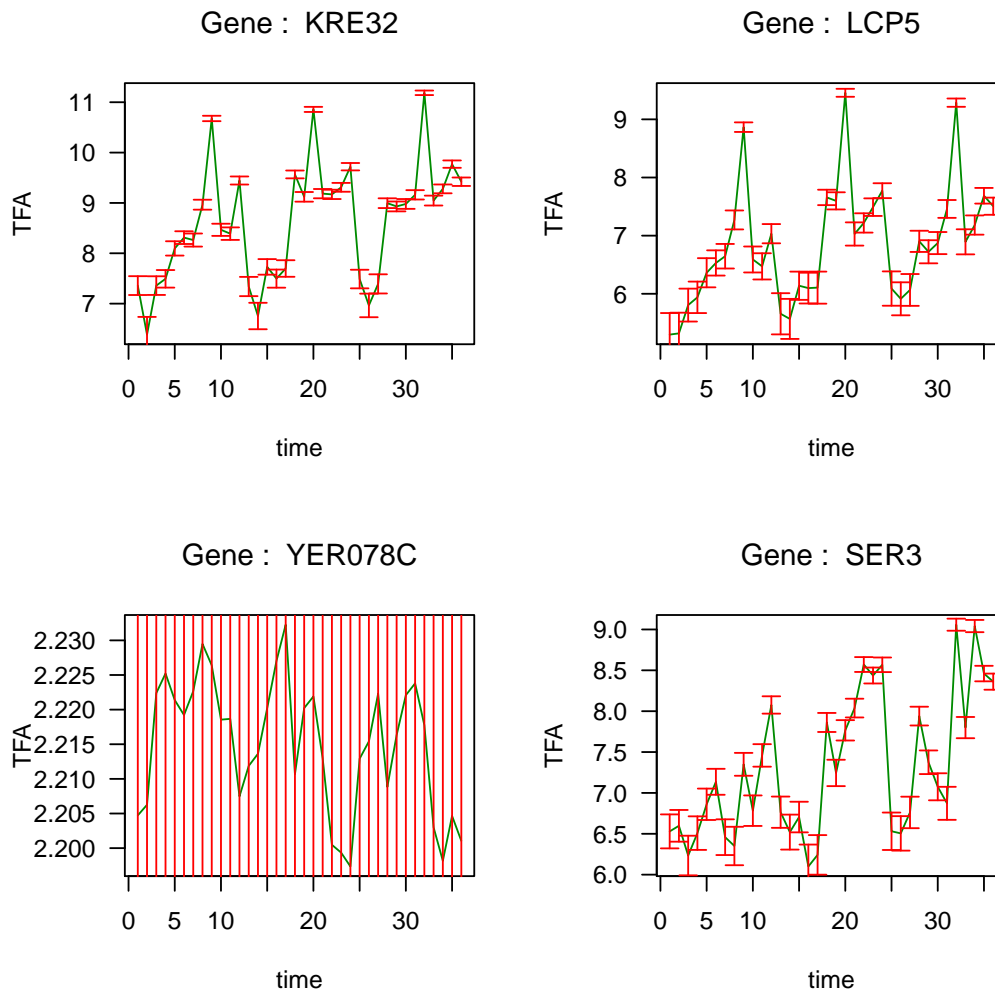 Gene :  KRE32
TFA
11
10
9
8
7
0 5 10 20 30
time
Gene :  LCP5
TFA
9
8
7
6
0 5 10 20 30
time
Gene :  YER078C
TFA
2.230
2.225
2.220
2.215
2.210
2.205
2.200
0 5 10 20 30
time
Gene :  SER3
TFA
9.0
8.5
8.0
7.5
7.0
6.5
6.0
0 5 10 20 30
time